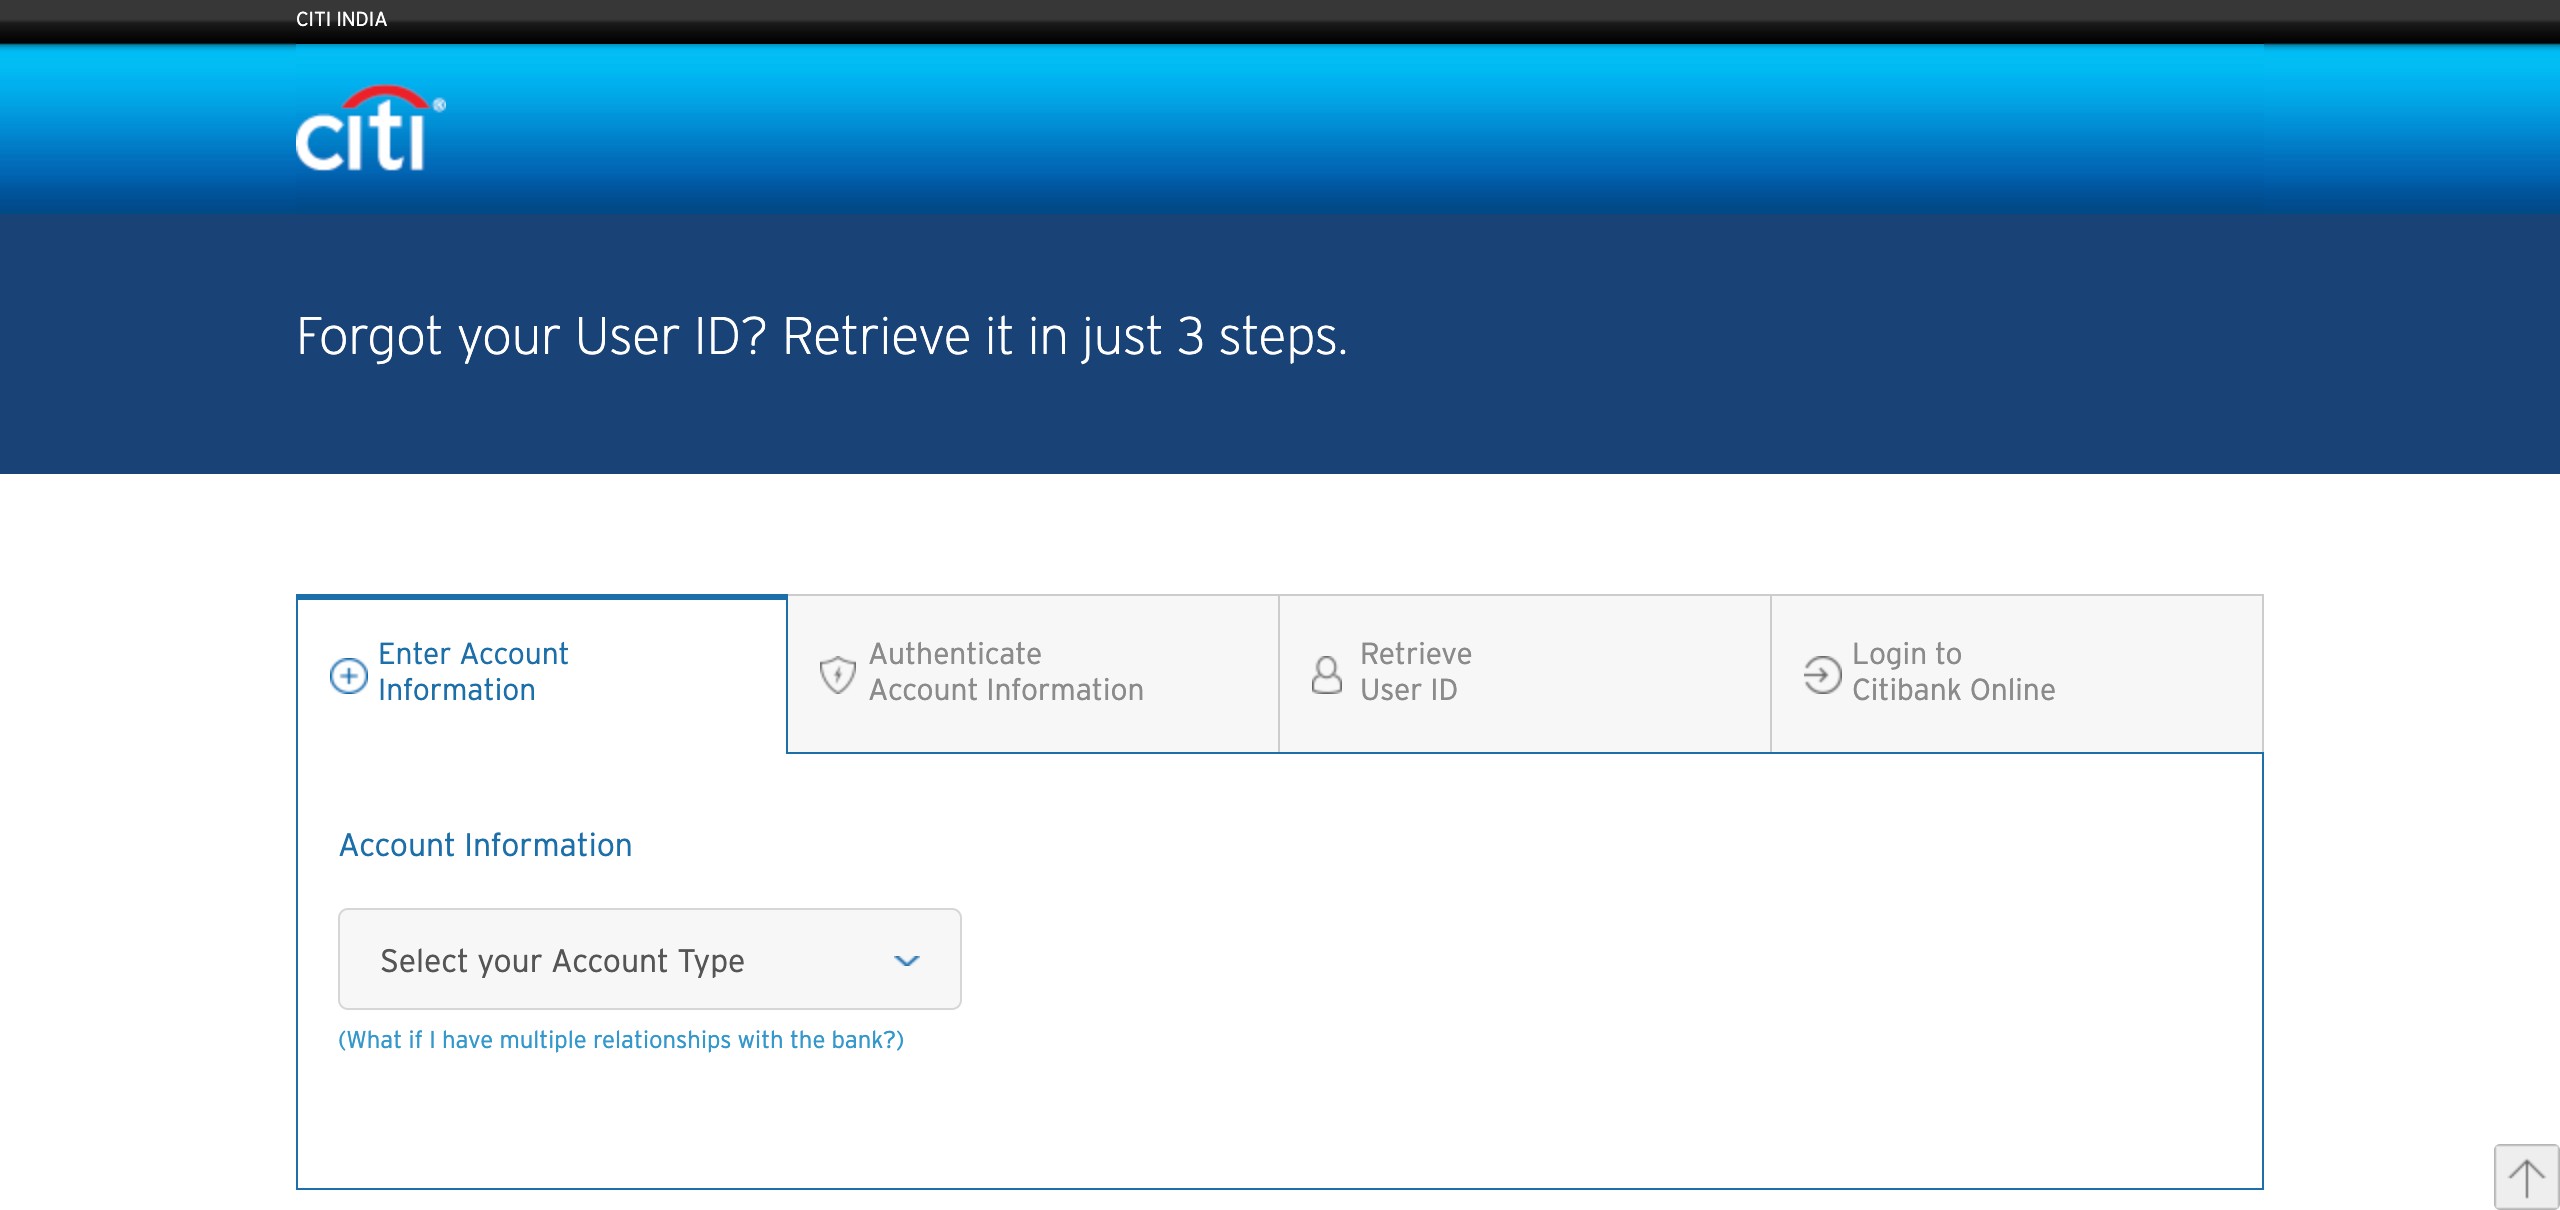 CITI INDIA
citi®
Forgot your User ID? Retrieve it in just 3 steps.
Enter Account
Information
Authenticate
Account Information
Retrieve
User ID
Login to
Citibank Online
Account Information
Select your Account Type
(What if I have multiple relationships with the bank?)